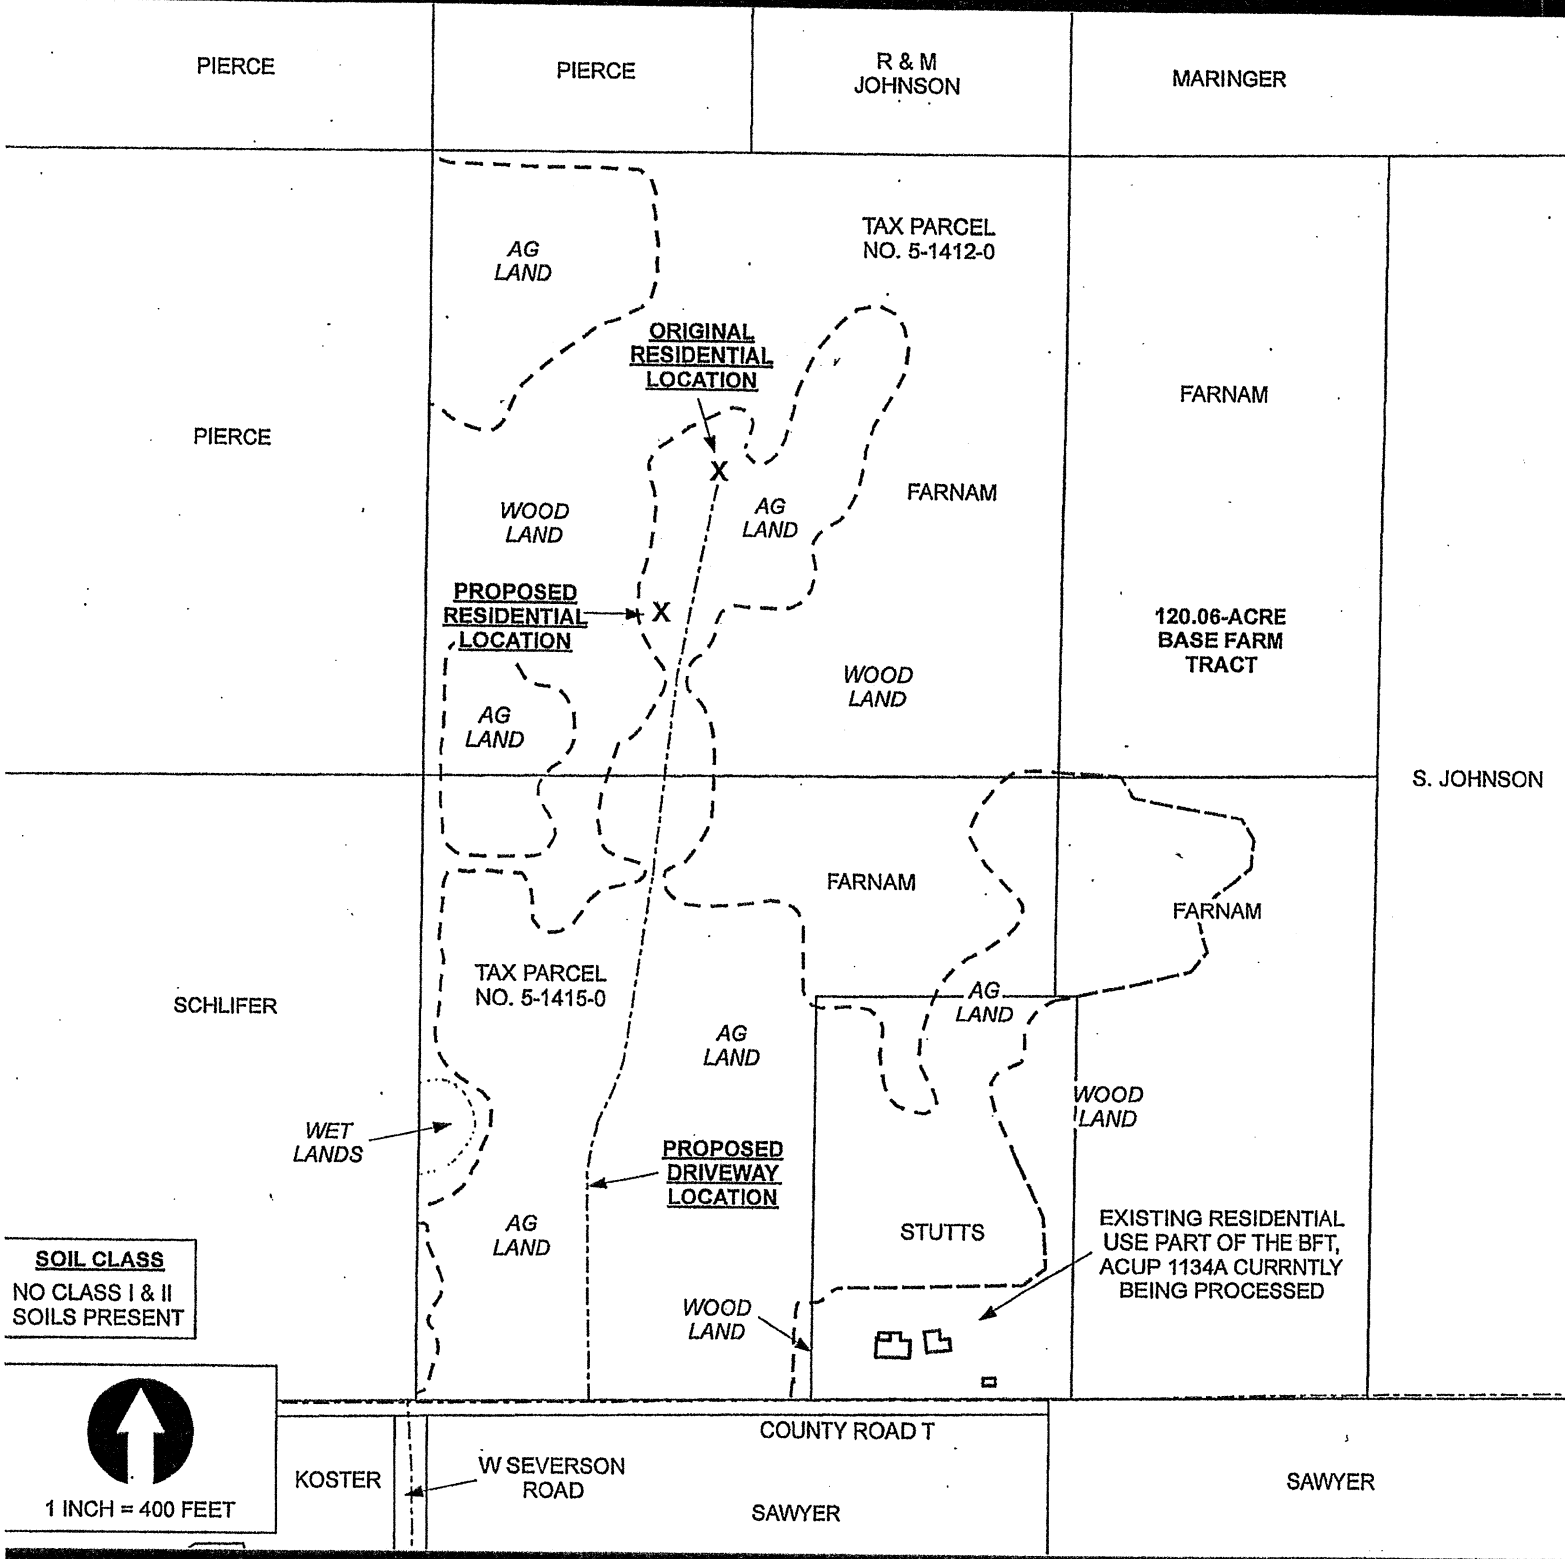 PIERCE
PIERCE
R & M
JOHNSON
MARINGER
TAX PARCEL
NO. 5-1412-0
AG
LAND
ORIGINAL
RESIDENTIAL
LOCATION
X
PIERCE
FARNAM
WOOD
LAND
AG
LAND
FARNAM
PROPOSED
RESIDENTIAL
LOCATION
X
120.06-ACRE
BASE FARM
TRACT
WOOD
LAND
AG
LAND
S. JOHNSON
FARNAM
FARNAM
TAX PARCEL
NO. 5-1415-0
SCHLIFER
AG
LAND
AG
LAND
WOOD
LAND
WET
LANDS
PROPOSED
DRIVEWAY
LOCATION
AG
LAND
STUTTS
EXISTING RESIDENTIAL
USE PART OF THE BFT,
ACUP 1134A CURRNTLY
BEING PROCESSED
SOIL CLASS
NO CLASS I & II
SOILS PRESENT
WOOD
LAND
1 INCH = 400 FEET
COUNTY ROAD T
KOSTER
W SEVERSON
ROAD
SAWYER
SAWYER